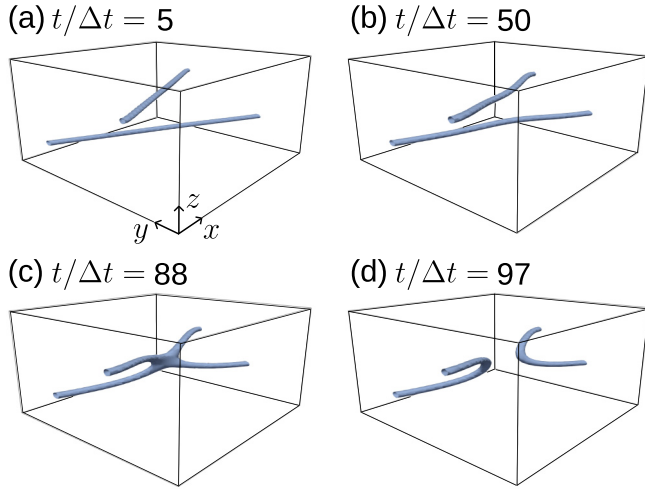 (a) t/Δt = 5
(b) t/Δt = 50
z
y
x
(c) t/Δt = 88
(d) t/Δt = 97